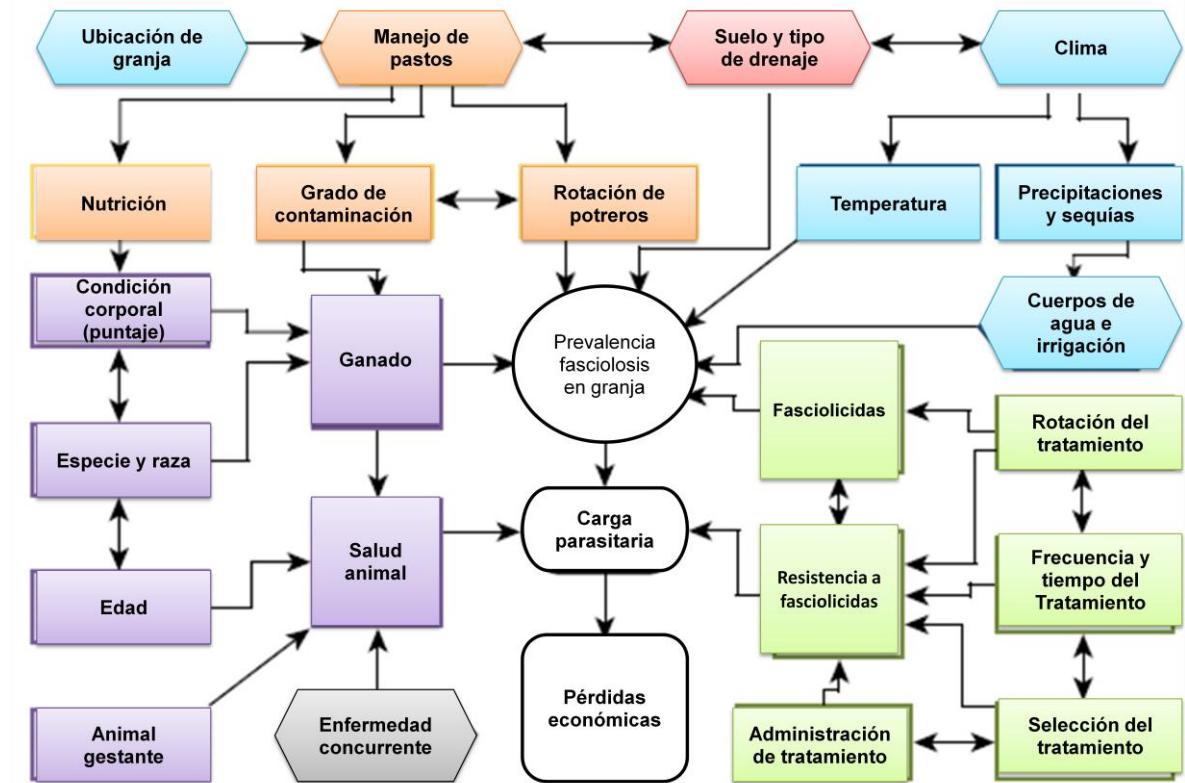 Ubicación de
granja
Manejo de
pastos
Suelo y tipo
de drenaje
Clima
Nutrición
Grado de
contaminación
Rotación de
potreros
Temperatura
Precipitaciones
y sequías
Condición
corporal
(puntaje)
Ganado
Prevalencia
fasciolosis
en granja
Cuerpos de
agua e
irrigación
Especie y raza
Fasciolicidas
Rotación del
tratamiento
Edad
Salud
animal
Carga
parasitaria
Resistencia a
fasciolicidas
Frecuencia y
tiempo del
Tratamiento
Animal
gestante
Enfermedad
concurrente
Pérdidas
económicas
Administración
de tratamiento
Selección del
tratamiento